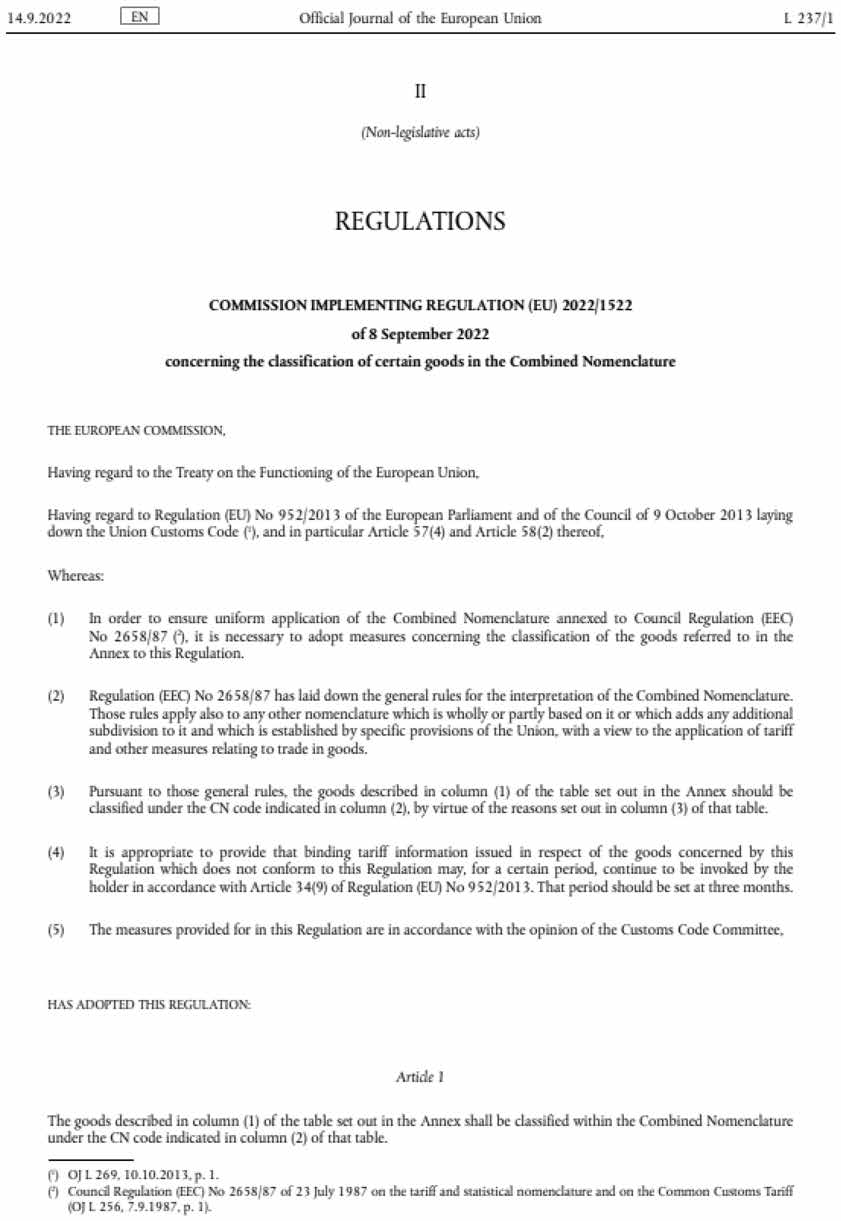 14.9.2022 EN Official Journal of the European Union L 237/1
II
(Non-legislative acts)
REGULATIONS
COMMISSION IMPLEMENTING REGULATION (EU) 2022/1522
of 8 September 2022
concerning the classification of certain goods in the Combined Nomenclature
THE EUROPEAN COMMISSION,
Having regard to the Treaty on the Functioning of the European Union,
Having regard to Regulation (EU) No 952/2013 of the European Parliament and of the Council of 9 October 2013 laying
down the Union Customs Code (¹), and in particular Article 57(4) and Article 58(2) thereof,
Whereas:
(1) In order to ensure uniform application of the Combined Nomenclature annexed to Council Regulation (EEC)
No 2658/87 (²), it is necessary to adopt measures concerning the classification of the goods referred to in the
Annex to this Regulation.
(2) Regulation (EEC) No 2658/87 has laid down the general rules for the interpretation of the Combined Nomenclature.
Those rules apply also to any other nomenclature which is wholly or partly based on it or which adds any additional
subdivision to it and which is established by specific provisions of the Union, with a view to the application of tariff
and other measures relating to trade in goods.
(3) Pursuant to those general rules, the goods described in column (1) of the table set out in the Annex should be
classified under the CN code indicated in column (2), by virtue of the reasons set out in column (3) of that table.
(4) It is appropriate to provide that binding tariff information issued in respect of the goods concerned by this
Regulation which does not conform to this Regulation may, for a certain period, continue to be invoked by the
holder in accordance with Article 34(9) of Regulation (EU) No 952/2013. That period should be set at three months.
(5) The measures provided for in this Regulation are in accordance with the opinion of the Customs Code Committee,
HAS ADOPTED THIS REGULATION:
Article 1
The goods described in column (1) of the table set out in the Annex shall be classified within the Combined Nomenclature
under the CN code indicated in column (2) of that table.
(¹) OJ L 269, 10.10.2013, p. 1.
(²) Council Regulation (EEC) No 2658/87 of 23 July 1987 on the tariff and statistical nomenclature and on the Common Customs Tariff
(OJ L 256, 7.9.1987, p. 1).